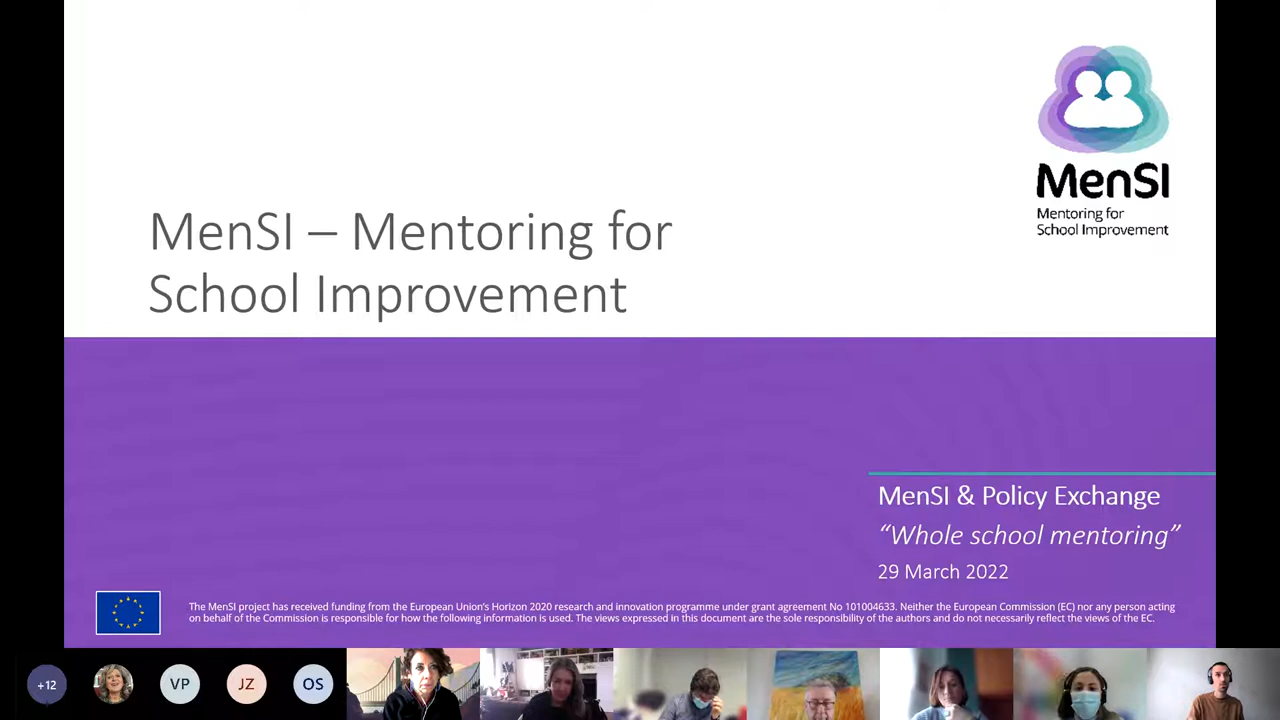 MenSI
Mentoring for
School Improvement
MenSI – Mentoring for
School Improvement
MenSI & Policy Exchange
“Whole school mentoring”
29 March 2022
The MenSI project has received funding from the European Union’s Horizon 2020 research and innovation programme under grant agreement No 101004633. Neither the European Commission (EC) nor any person acting
on behalf of the Commission is responsible for how the following information is used. The views expressed in this document are the sole responsibility of the authors and do not necessarily reflect the views of the EC.
+12
VP
JZ
OS